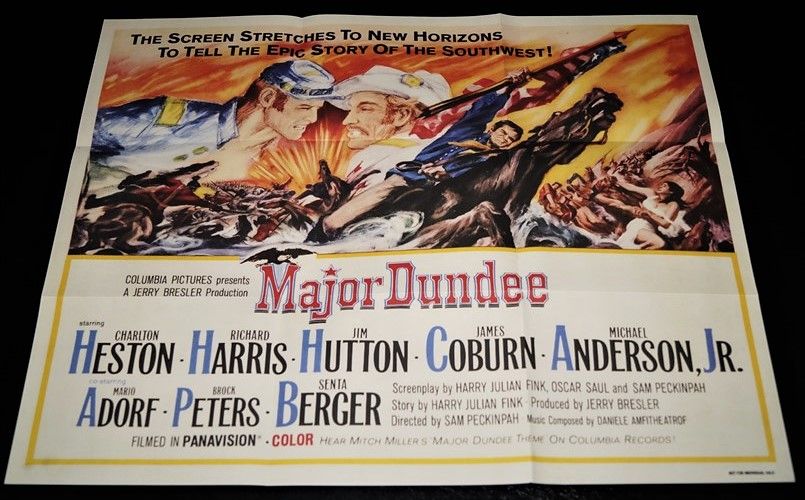 THE SCREEN STRETCHES TO NEW HORIZONS
TO TELL THE EPIC STORY OF THE SOUTHWEST!
COLUMBIA PICTURES presents
A JERRY BRESLER Production
Major Dundee
starring
CHARLTON HESTON · RICHARD HARRIS · JIM HUTTON · JAMES COBURN · MICHAEL ANDERSON, JR.
co-starring
MARIO ADORF · BROCK PETERS · SENTA BERGER
Screenplay by HARRY JULIAN FINK, OSCAR SAUL and SAM PECKINPAH
Story by HARRY JULIAN FINK · Produced by JERRY BRESLER
Directed by SAM PECKINPAH Music Composed by DANIELE AMFITHEATROF
FILMED IN PANAVISION® · COLOR HEAR MITCH MILLER'S 'MAJOR DUNDEE THEME' ON COLUMBIA RECORDS!
NOT FOR INDIVIDUAL SALE